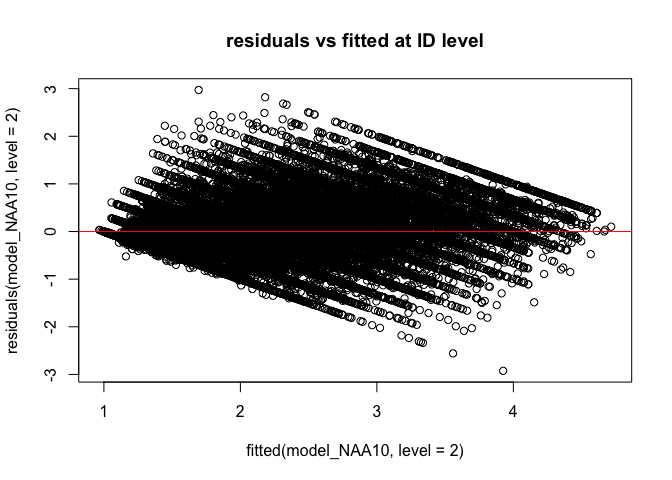 residuals vs fitted at ID level
residuals(model_NAA10, level = 2)
3
2
1
0
-1
-2
-3
1 2 3 4
fitted(model_NAA10, level = 2)